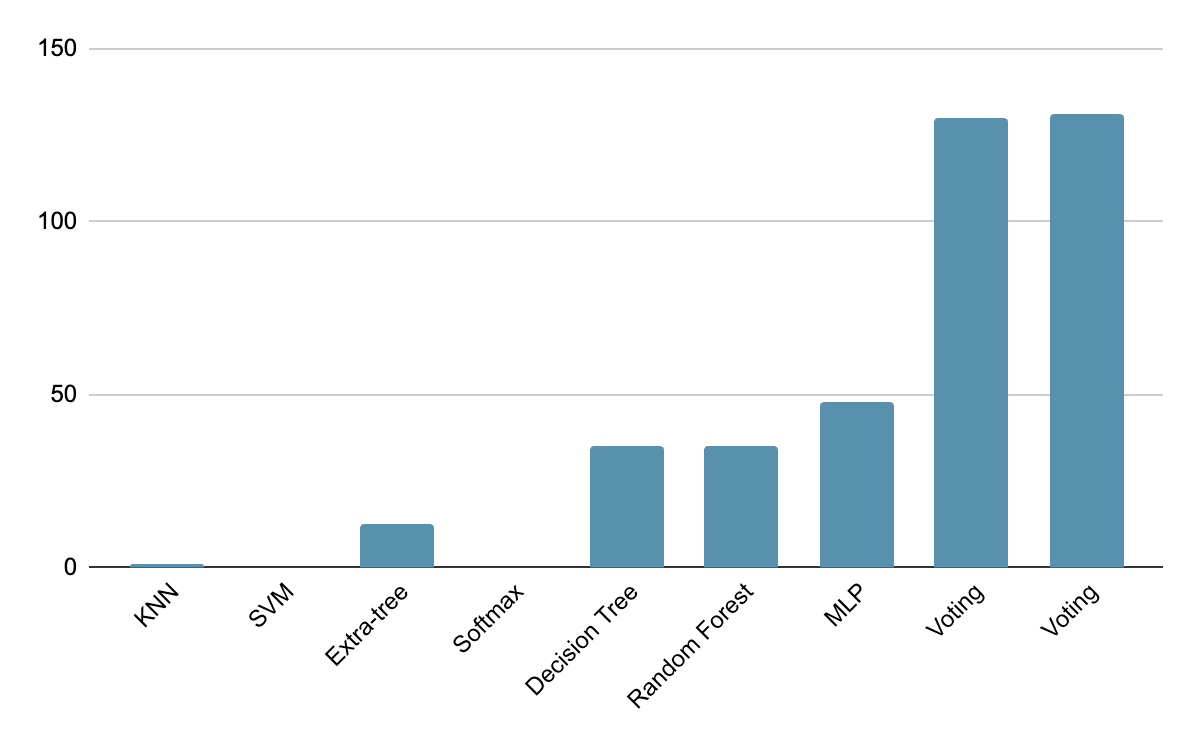 150
100
50
0
KNN
SVM
Extra-tree
Softmax
Decision Tree
Random Forest
MLP
Voting
Voting